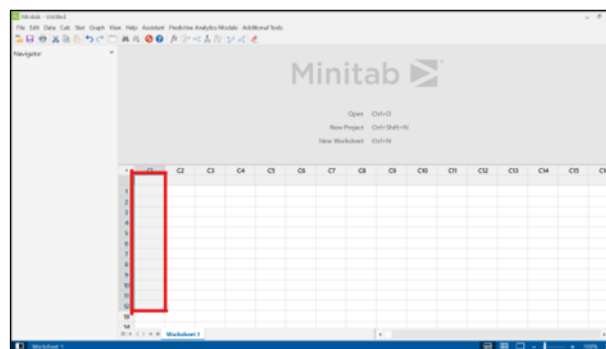 Minitab - Untitled
File Edit Data Calc Stat Graph View Help Assistant Predictive Analytics Module Additional Tools
Navigator
Minitab
Open Ctrl+O
New Project Ctrl+Shift+N
New Worksheet Ctrl+N
C1 C2 C3 C4 C5 C6 C7 C8 C9 C10 C11 C12 C13 C14 C15
1
2
3
4
5
6
7
8
9
10
11
12
13
14
Worksheet 1
Worksheet 1 100%